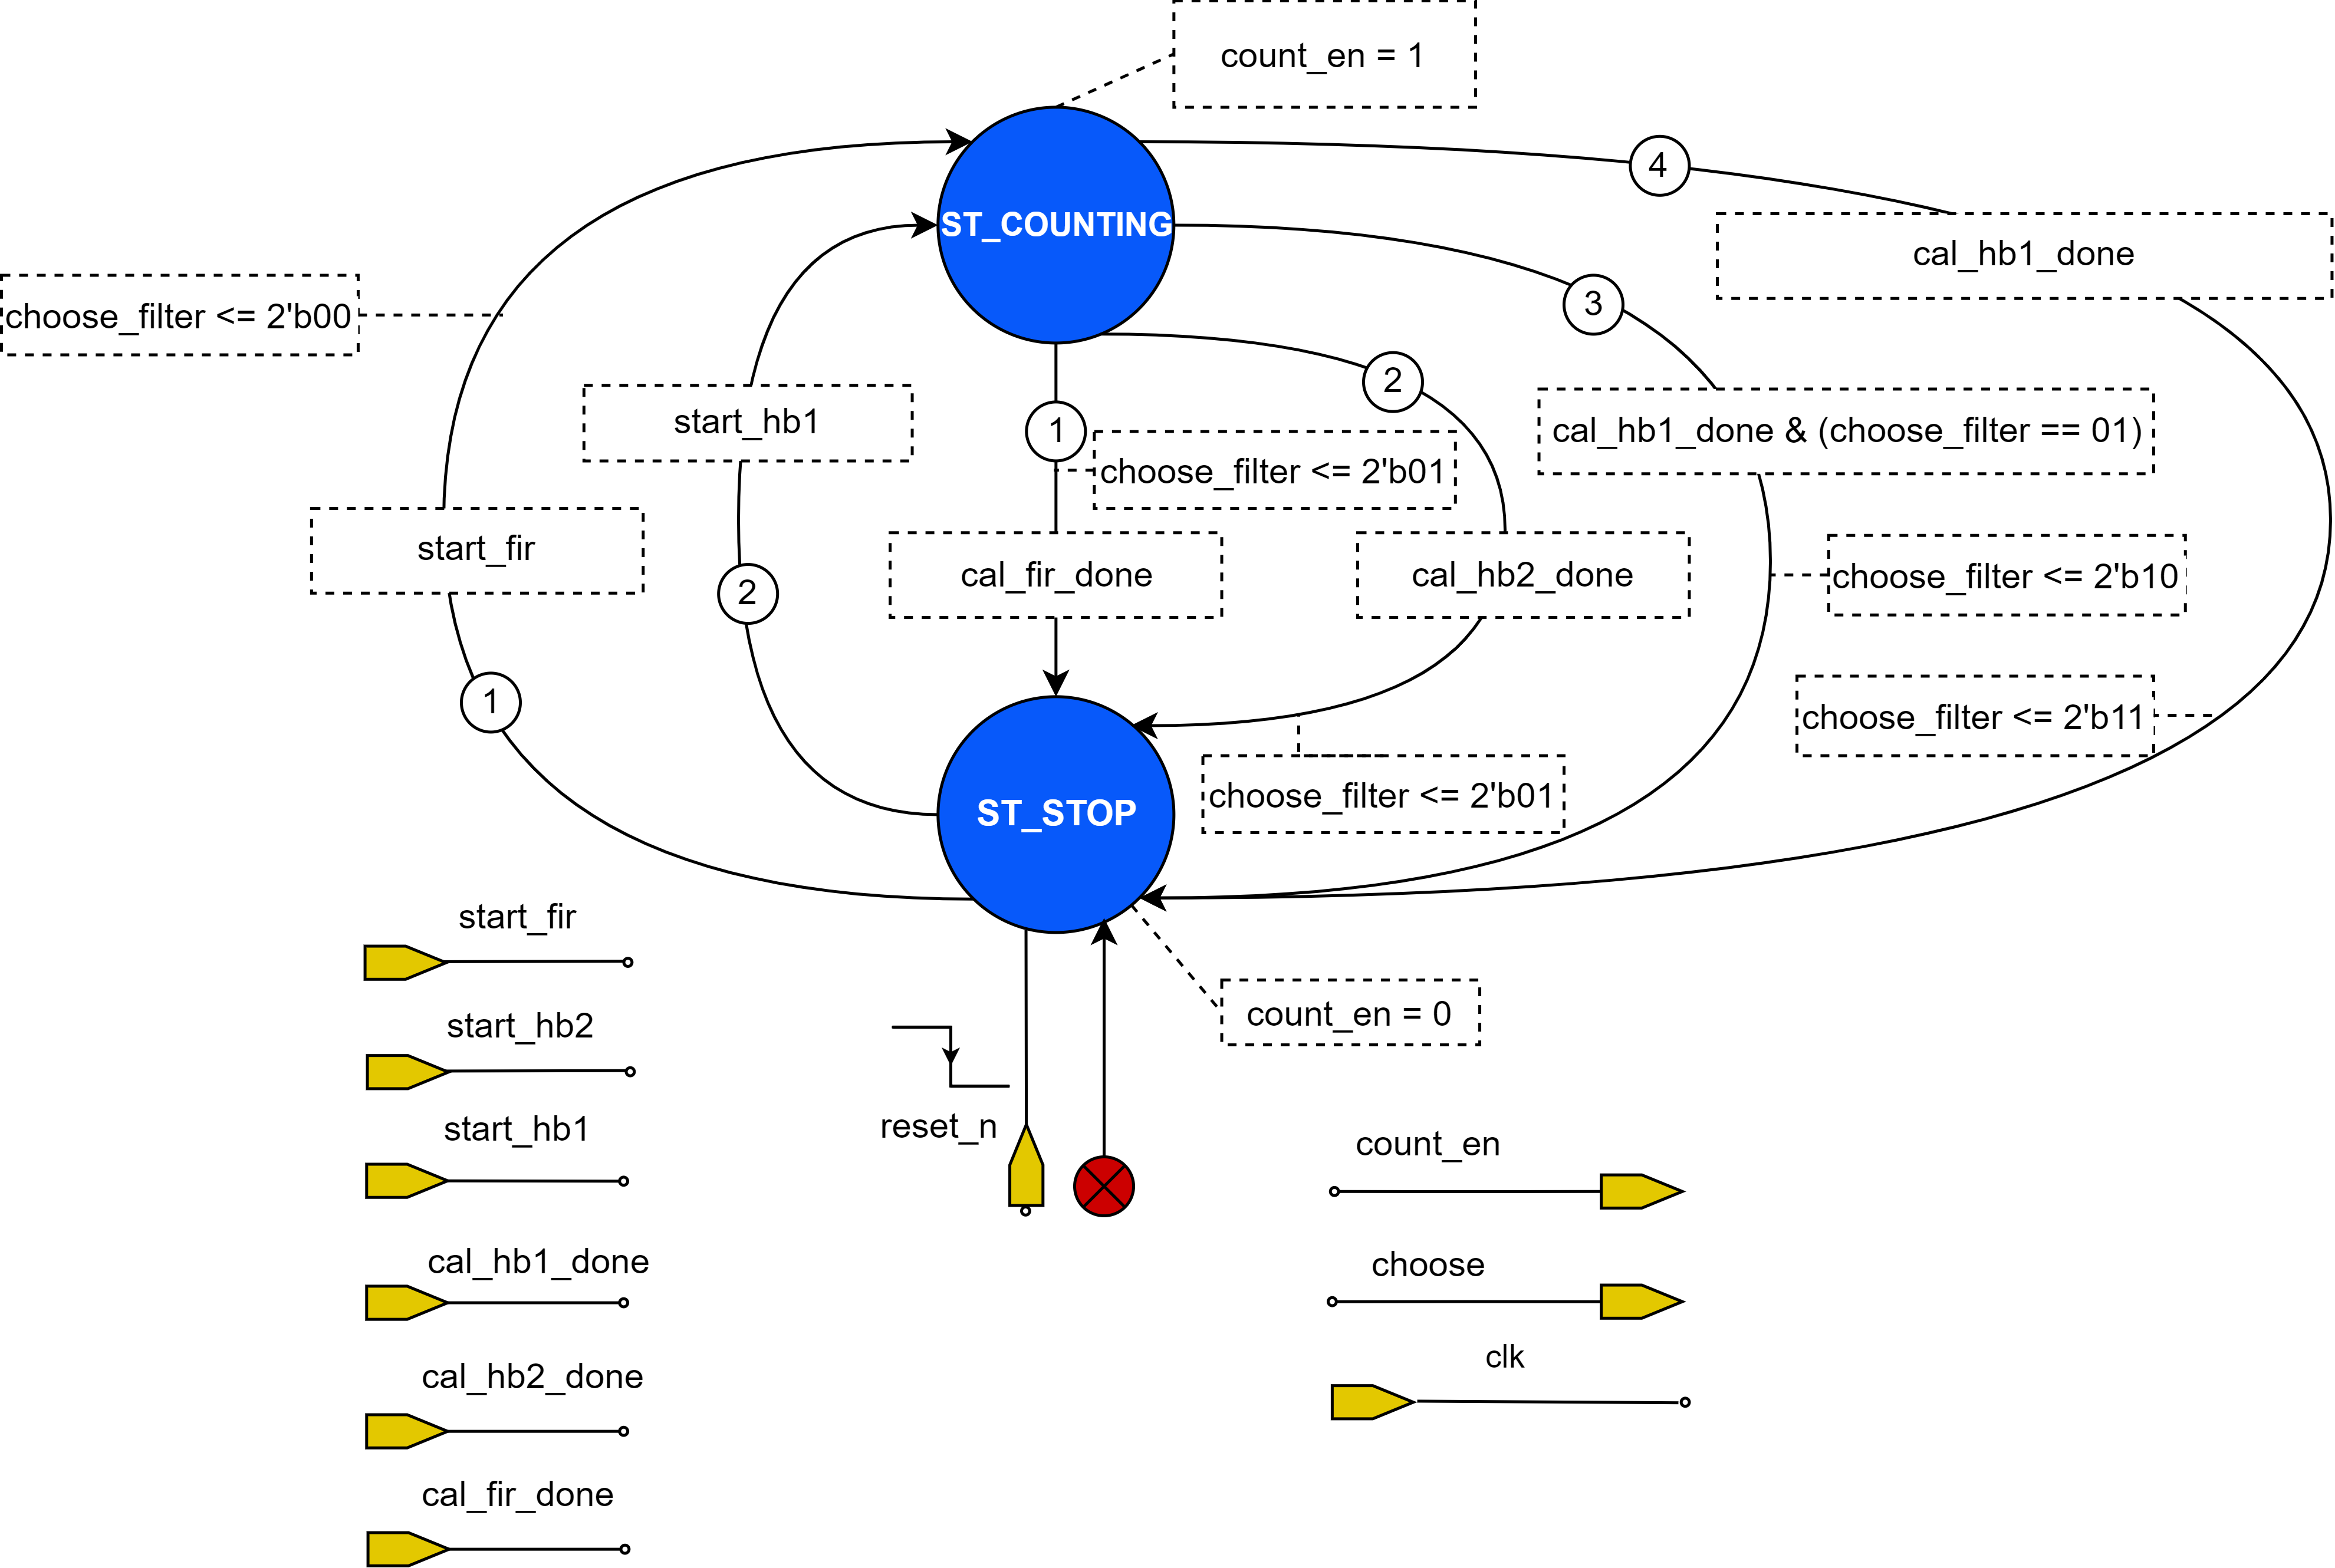 count_en = 1
4
ST_COUNTING
cal_hb1_done
3
choose_filter <= 2'b00
2
start_hb1
1
cal_hb1_done & (choose_filter == 01)
choose_filter <= 2'b01
start_fir
cal_fir_done
cal_hb2_done
choose_filter <= 2'b10
2
1
choose_filter <= 2'b11
choose_filter <= 2'b01
ST_STOP
start_fir
count_en = 0
start_hb2
reset_n
start_hb1
count_en
cal_hb1_done
choose
clk
cal_hb2_done
cal_fir_done